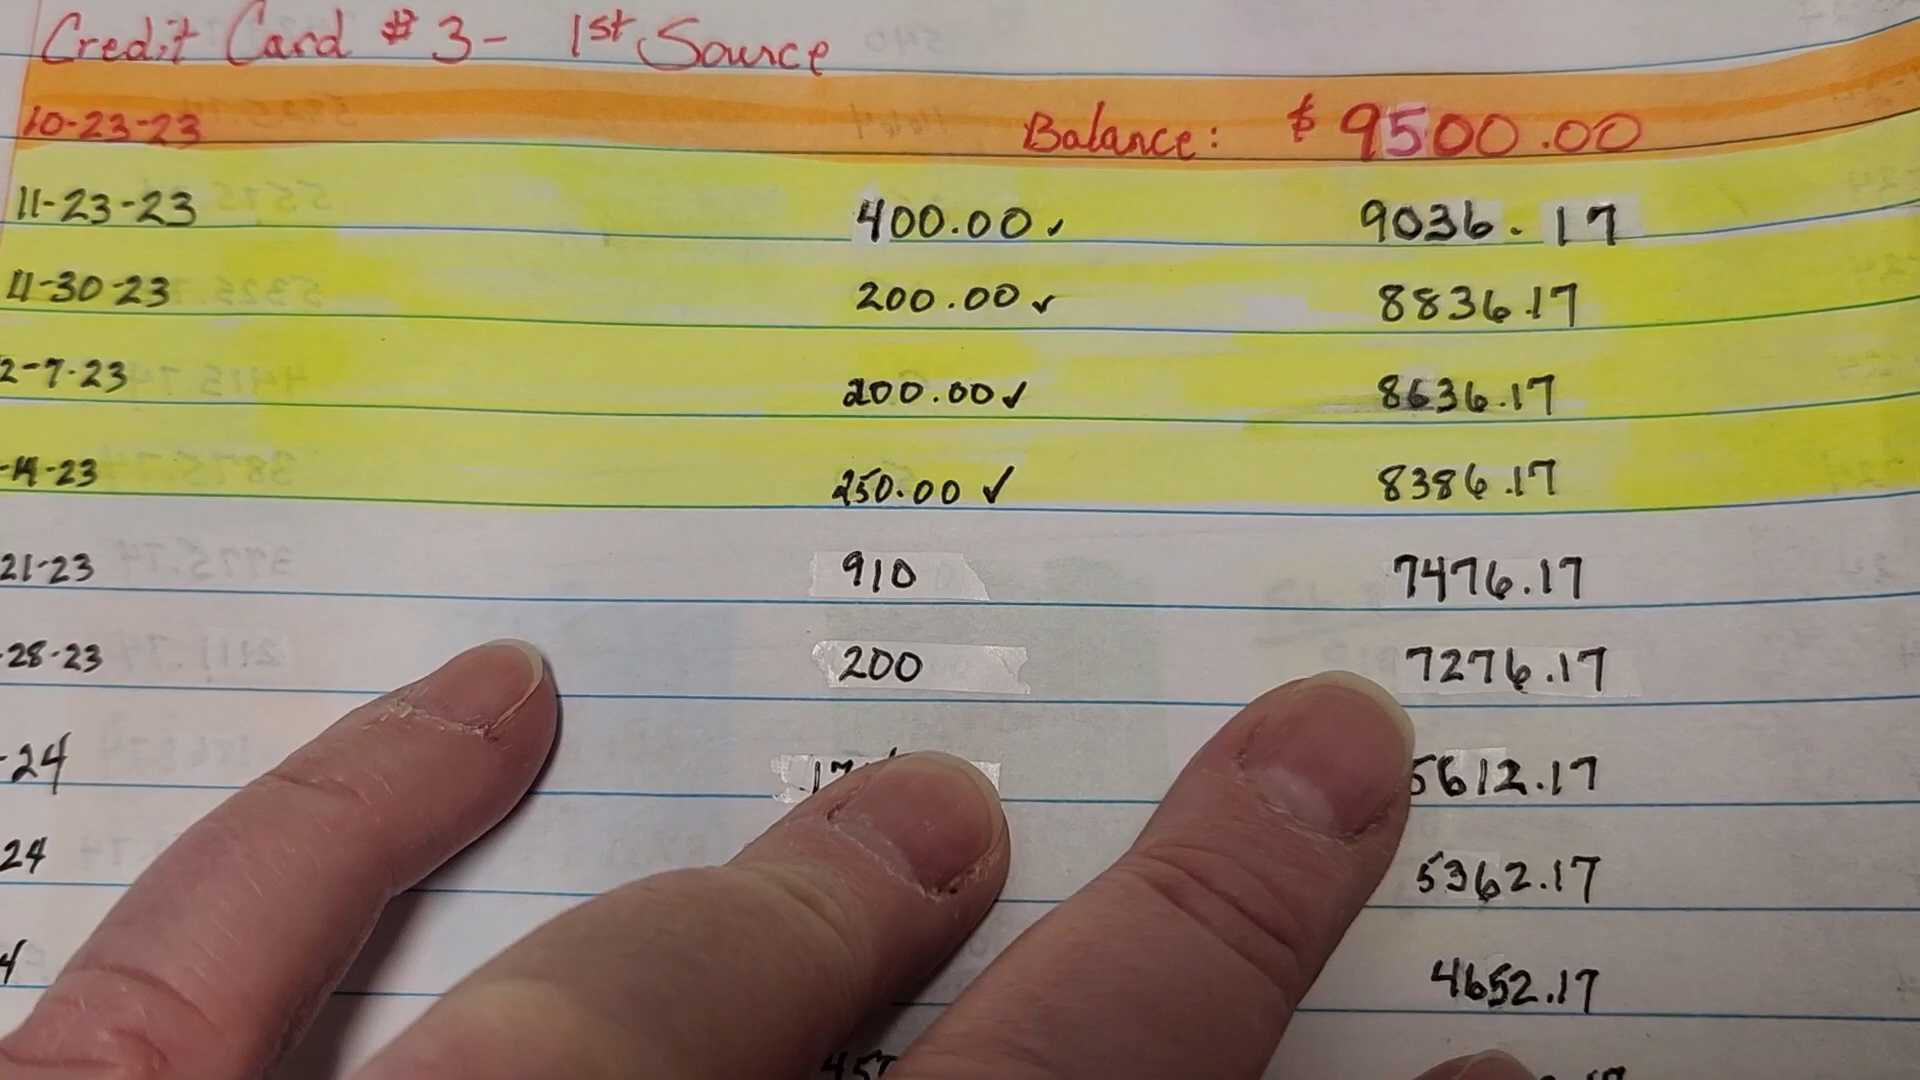 Credit Card # 3 - 1st Source
10-23-23 Balance: $ 9500.00
11-23-23 400.00 ✓ 9036.17
11-30-23 200.00 ✓ 8836.17
2-7-23 200.00 ✓ 8636.17
-14-23 250.00 ✓ 8386.17
21-23 910 7476.17
-28-23 200 7276.17
-24 5612.17
24 5362.17
4 4652.17